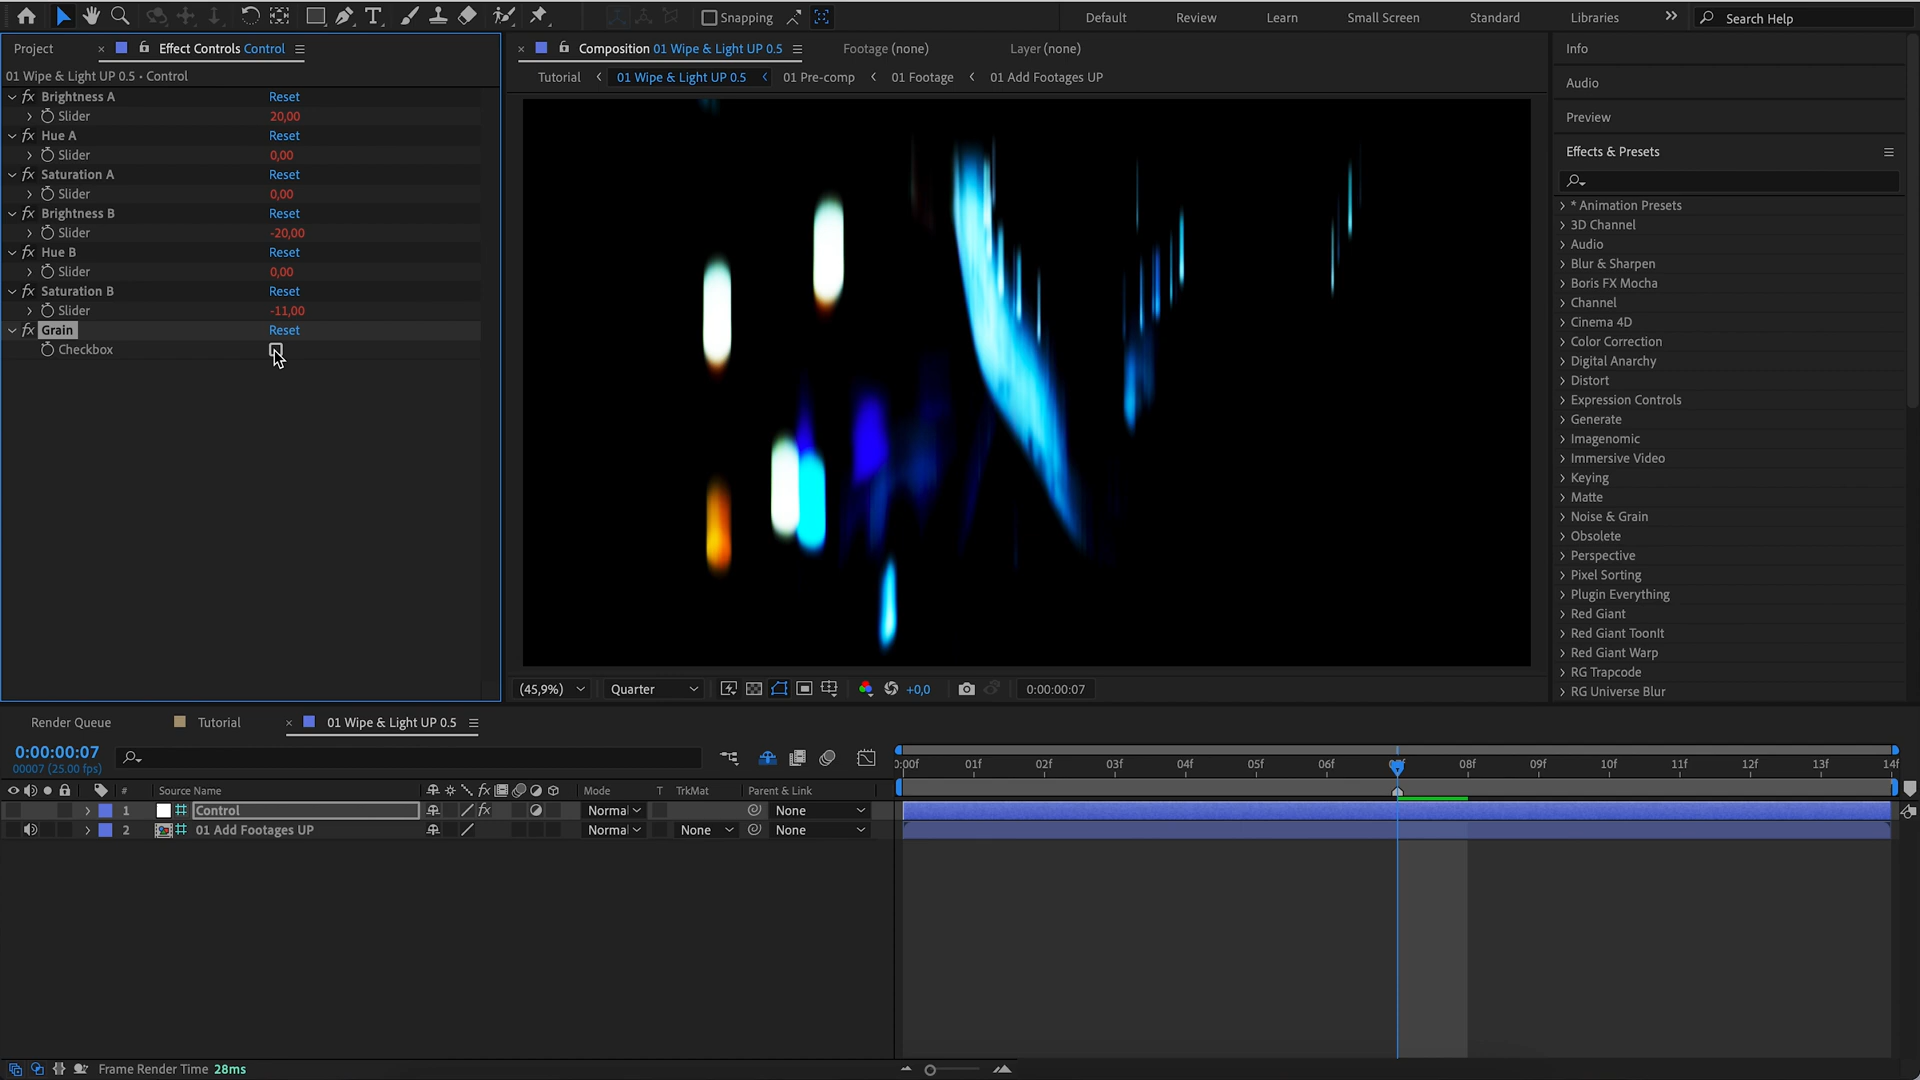 Snapping
Default
Review
Learn
Small Screen
Standard
Libraries
Search Help
Project
Effect Controls Control
01 Wipe & Light UP 0.5 • Control
Brightness A Reset
Slider 20,00
Hue A Reset
Slider 0,00
Saturation A Reset
Slider 0,00
Brightness B Reset
Slider -20,00
Hue B Reset
Slider 0,00
Saturation B Reset
Slider -11,00
Grain Reset
Checkbox
Composition 01 Wipe & Light UP 0.5
Footage (none)
Layer (none)
Tutorial
01 Wipe & Light UP 0.5
01 Pre-comp
01 Footage
01 Add Footages UP
(45,9%)
Quarter
+0,0
0:00:00:07
Info
Audio
Preview
Effects & Presets
* Animation Presets
3D Channel
Audio
Blur & Sharpen
Boris FX Mocha
Channel
Cinema 4D
Color Correction
Digital Anarchy
Distort
Expression Controls
Generate
Imagenomic
Immersive Video
Keying
Matte
Noise & Grain
Obsolete
Perspective
Pixel Sorting
Plugin Everything
Red Giant
Red Giant ToonIt
Red Giant Warp
RG Trapcode
RG Universe Blur
Render Queue
Tutorial
01 Wipe & Light UP 0.5
0:00:00:07
00007 (25.00 fps)
# Source Name
Mode
T TrkMat
Parent & Link
1 Control Normal None
2 01 Add Footages UP Normal None None
0:00f 01f 02f 03f 04f 05f 06f 08f 09f 10f 11f 12f 13f 14f
Frame Render Time 28ms